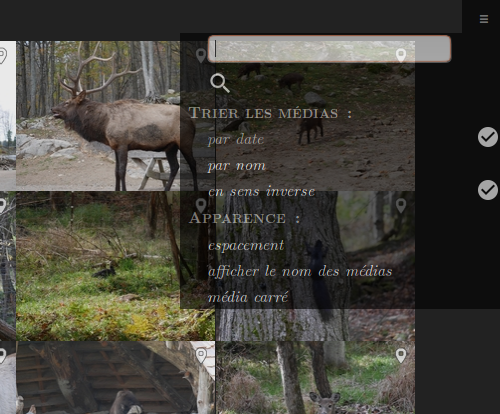 Trier les médias :
par date
par nom
en sens inverse
Apparence :
espacement
afficher le nom des médias
média carré